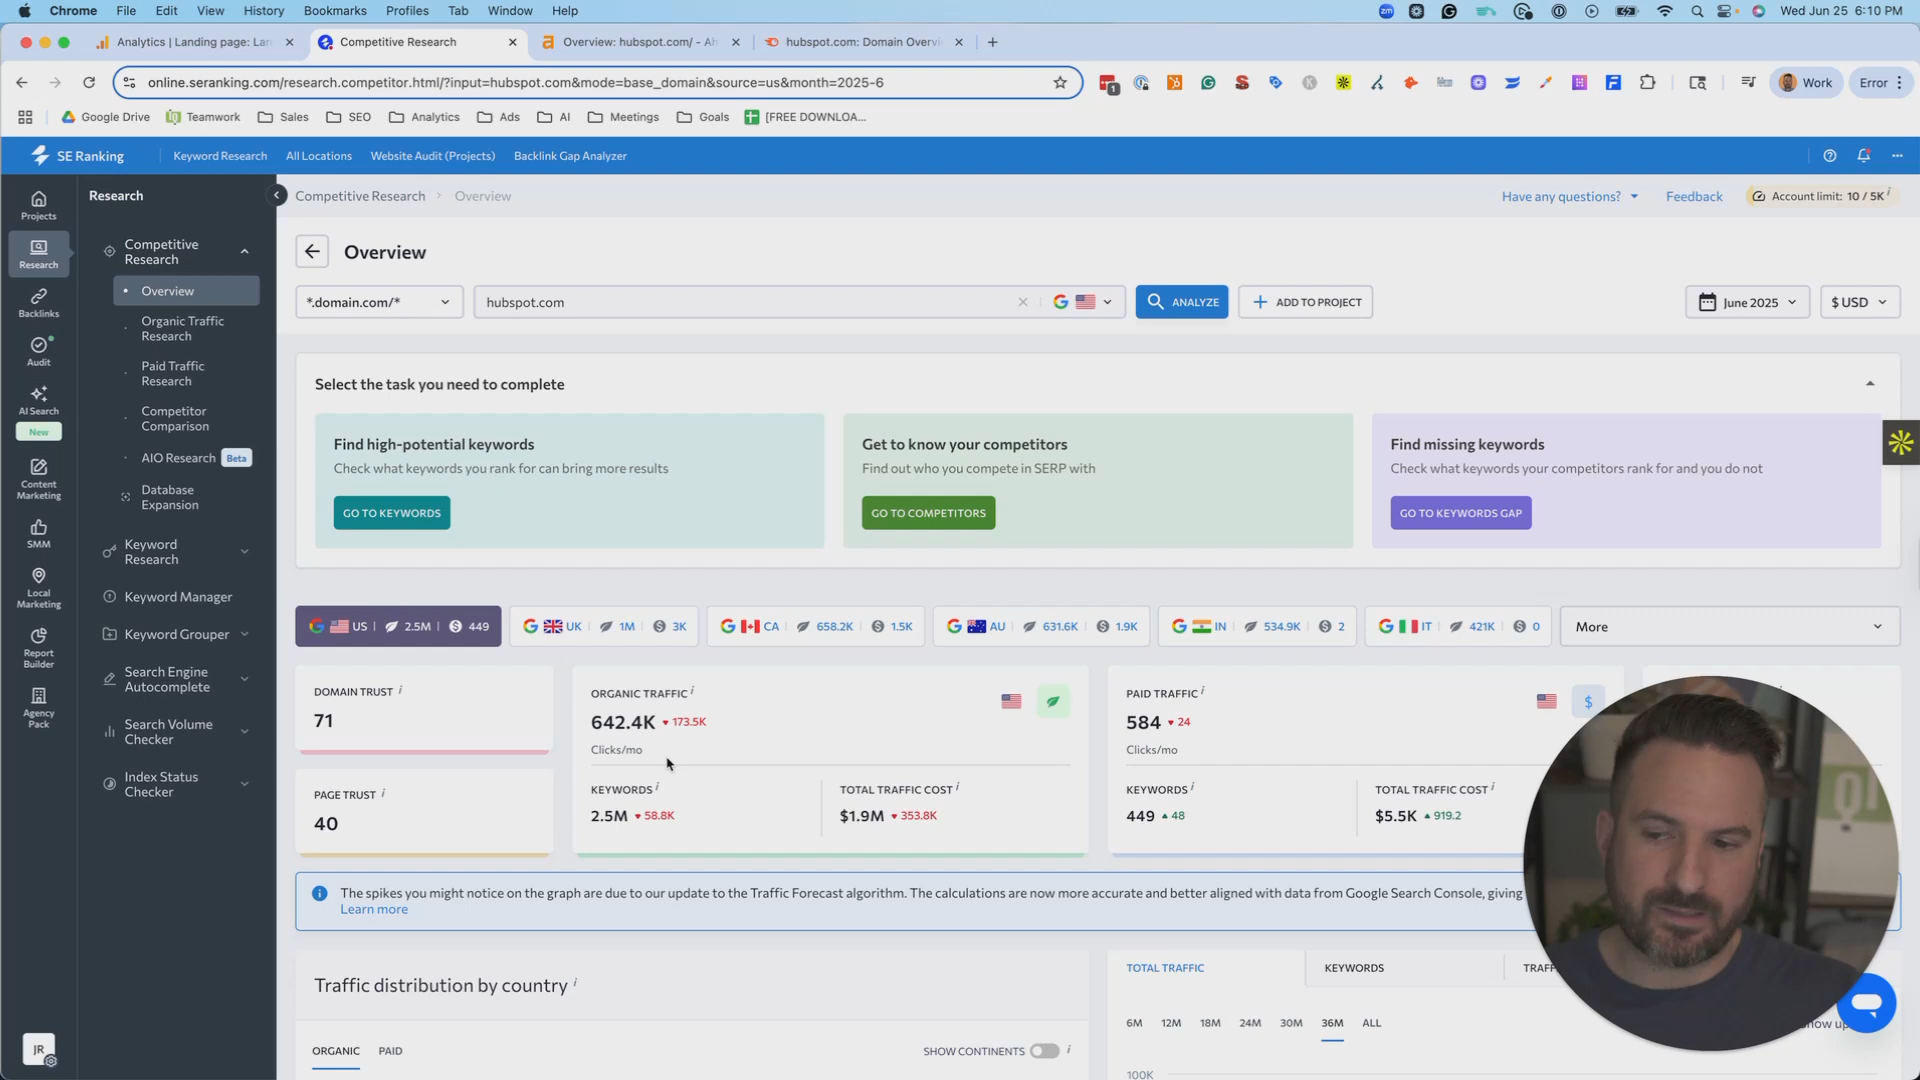 Chrome File Edit View History Bookmarks Profiles Tab Window Help
zm Wed Jun 25 6:10 PM
Analytics | Landing page: Lan
Competitive Research
Overview: hubspot.com/ - Ah
hubspot.com: Domain Overvi
online.seranking.com/research.competitor.html/?input=hubspot.com&mode=base_domain&source=us&month=2025-6
1
Work
Error
Google Drive
Teamwork
Sales
SEO
Analytics
Ads
AI
Meetings
Goals
[FREE DOWNLOA...
SE Ranking
Keyword Research
All Locations
Website Audit (Projects)
Backlink Gap Analyzer
Projects
Research
Backlinks
Audit
AI Search
New
Content
Marketing
SMM
Local
Marketing
Report
Builder
Agency
Pack
JR
Research
Competitive
Research
Overview
Organic Traffic
Research
Paid Traffic
Research
Competitor
Comparison
AIO Research Beta
Database
Expansion
Keyword
Research
Keyword Manager
Keyword Grouper
Search Engine
Autocomplete
Search Volume
Checker
Index Status
Checker
Competitive Research > Overview
Have any questions?
Feedback
Account limit: 10 / 5K
Overview
*.domain.com/*
hubspot.com
ANALYZE
ADD TO PROJECT
June 2025
$ USD
Select the task you need to complete
Find high-potential keywords
Check what keywords you rank for can bring more results
GO TO KEYWORDS
Get to know your competitors
Find out who you compete in SERP with
GO TO COMPETITORS
Find missing keywords
Check what keywords your competitors rank for and you do not
GO TO KEYWORDS GAP
US 2.5M 449
UK 1M 3K
CA 658.2K 1.5K
AU 631.6K 1.9K
IN 534.9K 2
IT 421K 0
More
DOMAIN TRUST
71
PAGE TRUST
40
ORGANIC TRAFFIC
642.4K 173.5K
Clicks/mo
KEYWORDS
2.5M 58.8K
TOTAL TRAFFIC COST
$1.9M 353.8K
PAID TRAFFIC
584 24
Clicks/mo
KEYWORDS
449 48
TOTAL TRAFFIC COST
$5.5K 919.2
The spikes you might notice on the graph are due to our update to the Traffic Forecast algorithm. The calculations are now more accurate and better aligned with data from Google Search Console, giving
Learn more
Traffic distribution by country
ORGANIC PAID
SHOW CONTINENTS
TOTAL TRAFFIC
KEYWORDS
TRAFF
6M 12M 18M 24M 30M 36M ALL
100K